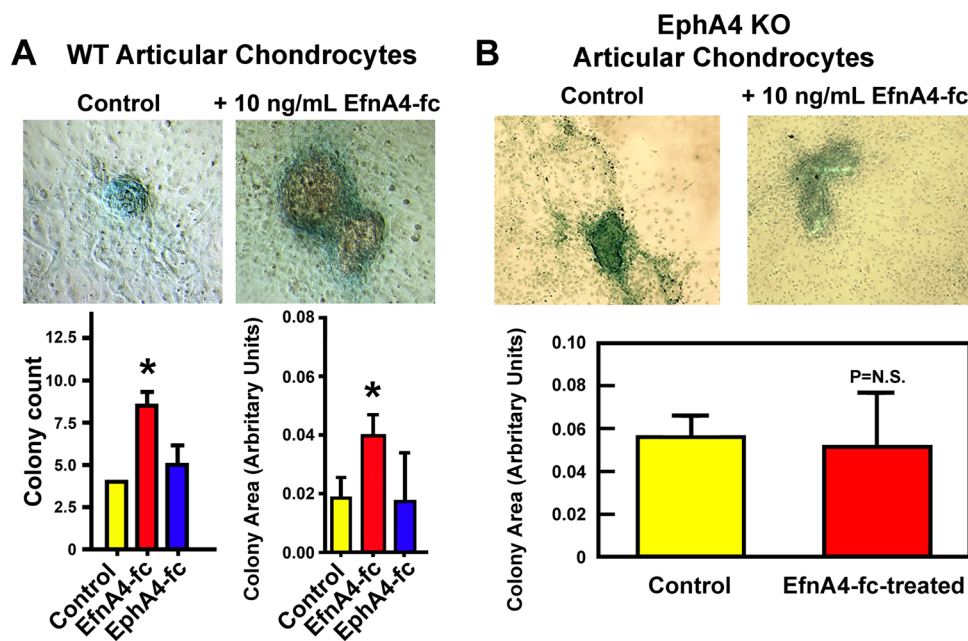 A WT Articular Chondrocytes
Control
+ 10 ng/mL EfnA4-fc
Colony count
12.5
10.0
7.5
5.0
2.5
0
*
Control
EfnA4-fc
EphA4-fc
Colony Area (Arbritary Units)
0.08
0.06
0.04
0.02
0.00
*
Control
EfnA4-fc
EphA4-fc
B EphA4 KO
Articular Chondrocytes
Control
+ 10 ng/mL EfnA4-fc
Colony Area (Arbritary Units)
0.10
0.08
0.06
0.04
0.02
0
P=N.S.
Control
EfnA4-fc-treated